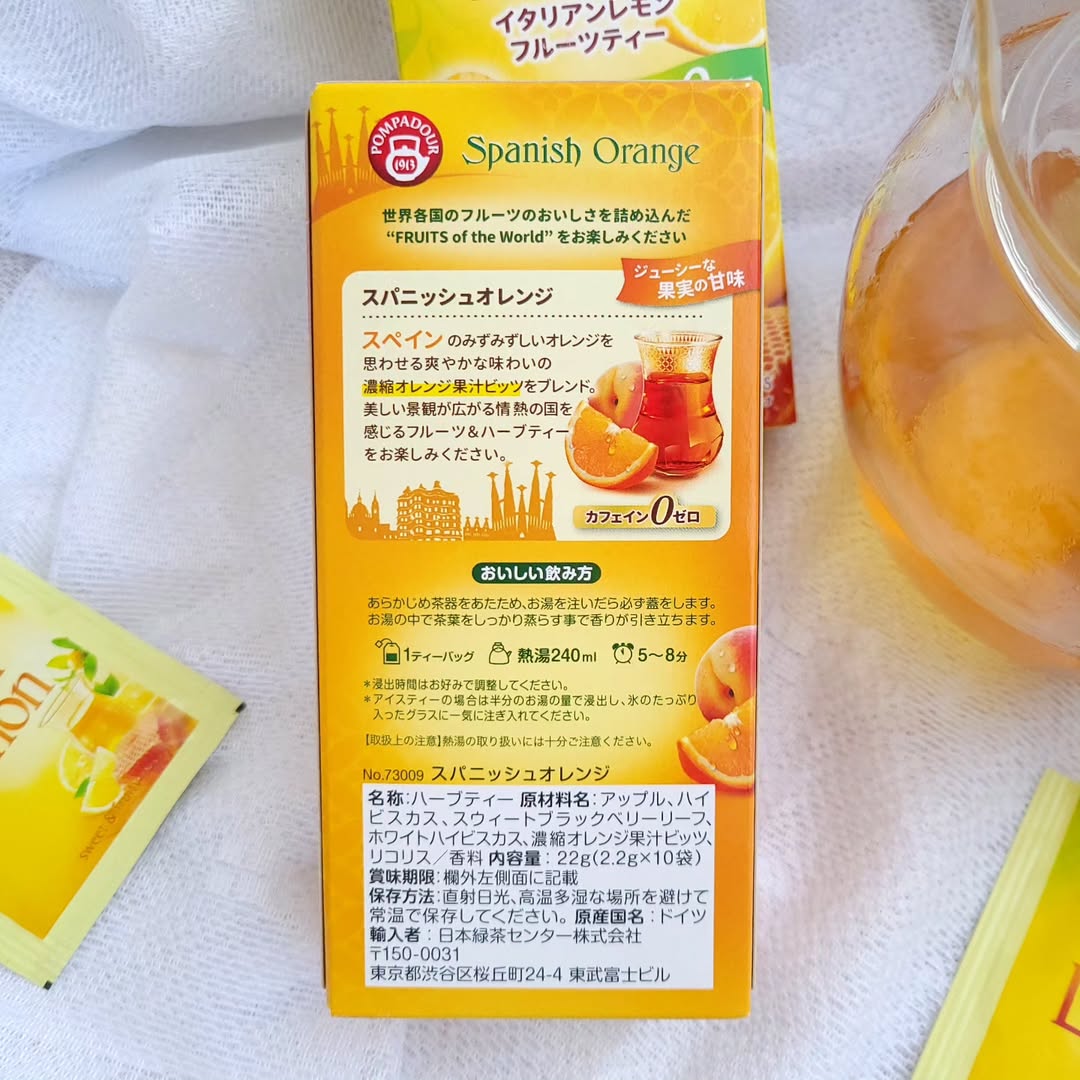 イタリアンレモン
フルーツティー
POMPADOUR
1913
Spanish Orange
世界各国のフルーツのおいしさを詰め込んだ
“FRUITS of the World” をお楽しみください
ジューシーな
果実の甘味
スパニッシュオレンジ
スペインのみずみずしいオレンジを
思わせる爽やかな味わいの
濃縮オレンジ果汁ビッツをブレンド。
美しい景観が広がる情熱の国を
感じるフルーツ＆ハーブティー
をお楽しみください。
カフェイン0ゼロ
おいしい飲み方
あらかじめ茶器をあたため、お湯を注いだら必ず蓋をします。
お湯の中で茶葉をしっかり蒸らす事で香りが引き立ちます。
1ティーバッグ 熱湯240ml 5〜8分
＊浸出時間はお好みで調整してください。
＊アイスティーの場合は半分のお湯の量で浸出し、氷のたっぷり
入ったグラスに一気に注ぎ入れてください。
【取扱上の注意】熱湯の取り扱いには十分ご注意ください。
No.73009 スパニッシュオレンジ
名称：ハーブティー 原材料名：アップル、ハイ
ビスカス、スウィートブラックベリーリーフ、
ホワイトハイビスカス、濃縮オレンジ果汁ビッツ、
リコリス／香料 内容量：22g(2.2g×10袋)
賞味期限：欄外左側面に記載
保存方法：直射日光、高温多湿な場所を避けて
常温で保存してください。 原産国名：ドイツ
輸入者：日本緑茶センター株式会社
〒150-0031
東京都渋谷区桜丘町24-4 東武富士ビル